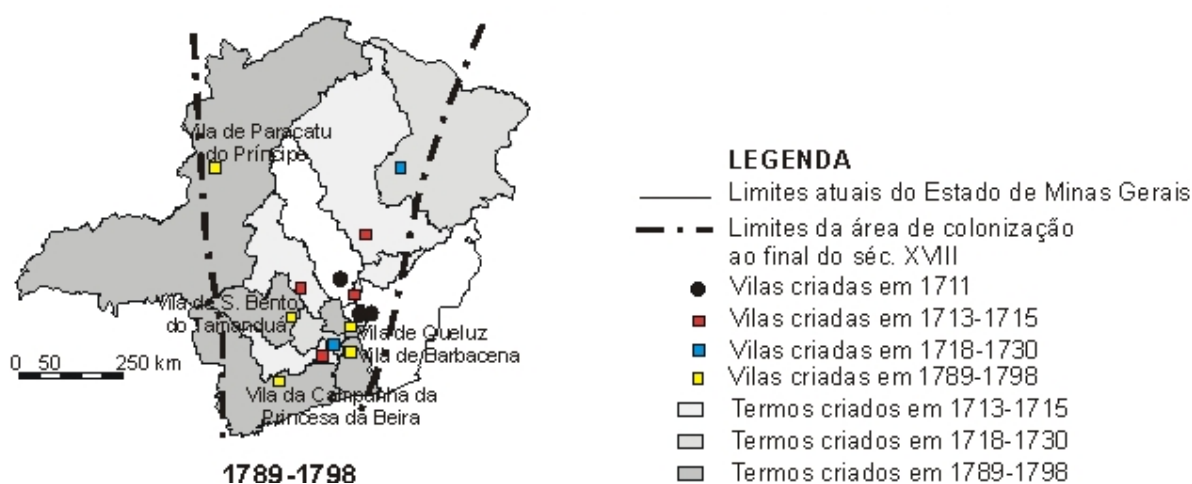 Vila de Paracatu
do Príncipe
Vila de S. Bento
do Tamanduá
Vila de Queluz
Vila de Barbacena
0 50 250 km
Vila da Campanha da
Princesa da Beira
1789-1798
LEGENDA
Limites atuais do Estado de Minas Gerais
Limites da área de colonização
ao final do séc. XVIII
Vilas criadas em 1711
Vilas criadas em 1713-1715
Vilas criadas em 1718-1730
Vilas criadas em 1789-1798
Termos criados em 1713-1715
Termos criados em 1718-1730
Termos criados em 1789-1798